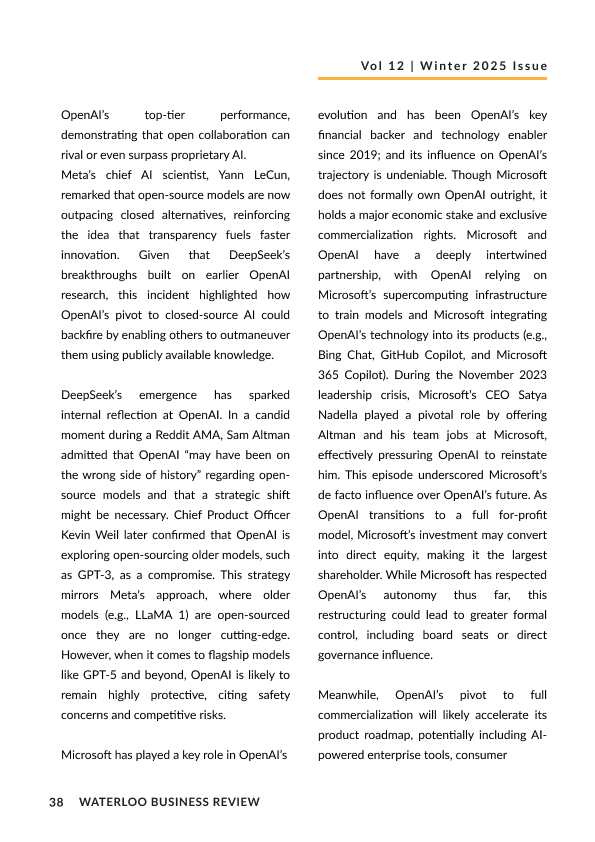 Vol 12 | Winter 2025 Issue
OpenAI's top-tier performance,
demonstrating that open collaboration can
rival or even surpass proprietary AI.
Meta's chief AI scientist, Yann LeCun,
remarked that open-source models are now
outpacing closed alternatives, reinforcing
the idea that transparency fuels faster
innovation. Given that DeepSeek's
breakthroughs built on earlier OpenAI
research, this incident highlighted how
OpenAI's pivot to closed-source AI could
backfire by enabling others to outmaneuver
them using publicly available knowledge.
DeepSeek's emergence has sparked
internal reflection at OpenAI. In a candid
moment during a Reddit AMA, Sam Altman
admitted that OpenAI “may have been on
the wrong side of history” regarding open-
source models and that a strategic shift
might be necessary. Chief Product Officer
Kevin Weil later confirmed that OpenAI is
exploring open-sourcing older models, such
as GPT-3, as a compromise. This strategy
mirrors Meta's approach, where older
models (e.g., LLaMA 1) are open-sourced
once they are no longer cutting-edge.
However, when it comes to flagship models
like GPT-5 and beyond, OpenAI is likely to
remain highly protective, citing safety
concerns and competitive risks.
Microsoft has played a key role in OpenAI's
evolution and has been OpenAI's key
financial backer and technology enabler
since 2019; and its influence on OpenAI's
trajectory is undeniable. Though Microsoft
does not formally own OpenAI outright, it
holds a major economic stake and exclusive
commercialization rights. Microsoft and
OpenAI have a deeply intertwined
partnership, with OpenAI relying on
Microsoft's supercomputing infrastructure
to train models and Microsoft integrating
OpenAI's technology into its products (e.g.,
Bing Chat, GitHub Copilot, and Microsoft
365 Copilot). During the November 2023
leadership crisis, Microsoft's CEO Satya
Nadella played a pivotal role by offering
Altman and his team jobs at Microsoft,
effectively pressuring OpenAI to reinstate
him. This episode underscored Microsoft's
de facto influence over OpenAI's future. As
OpenAI transitions to a full for-profit
model, Microsoft's investment may convert
into direct equity, making it the largest
shareholder. While Microsoft has respected
OpenAI's autonomy thus far, this
restructuring could lead to greater formal
control, including board seats or direct
governance influence.
Meanwhile, OpenAI's pivot to full
commercialization will likely accelerate its
product roadmap, potentially including AI-
powered enterprise tools, consumer
38 WATERLOO BUSINESS REVIEW